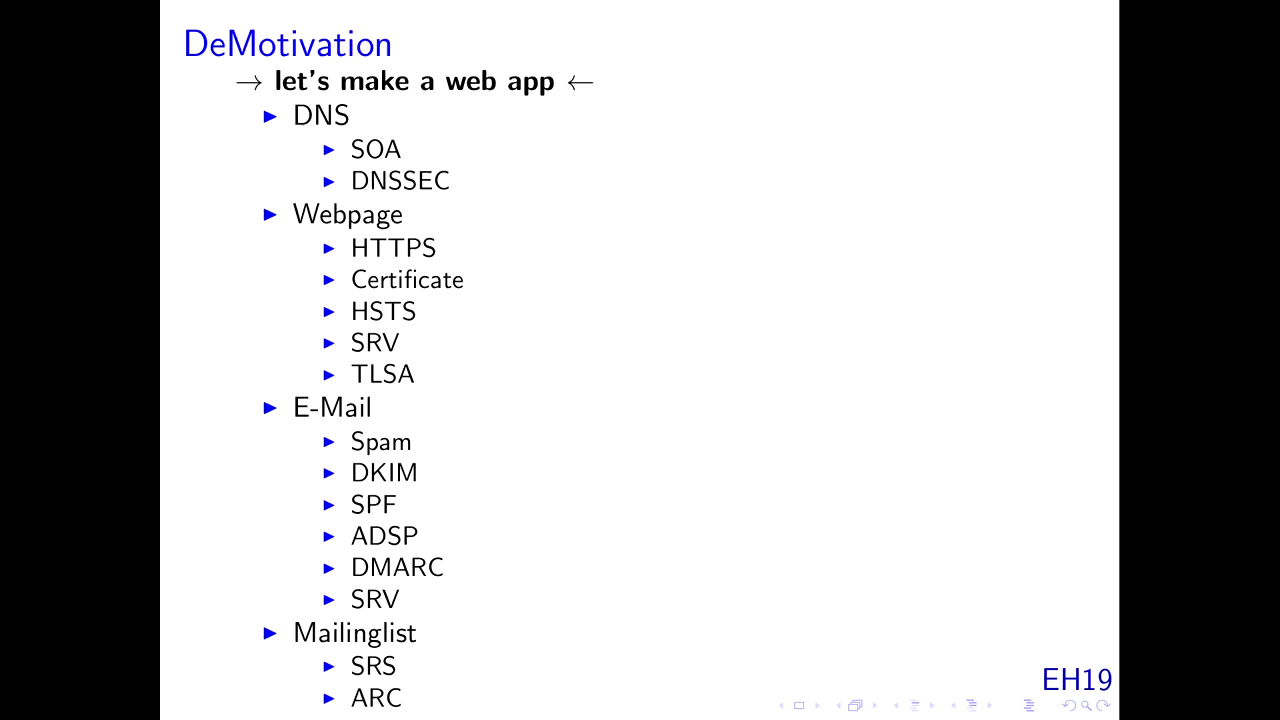 DeMotivation
→ let's make a web app ←
DNS
SOA
DNSSEC
Webpage
HTTPS
Certificate
HSTS
SRV
TLSA
E-Mail
Spam
DKIM
SPF
ADSP
DMARC
SRV
Mailinglist
SRS
ARC
EH19